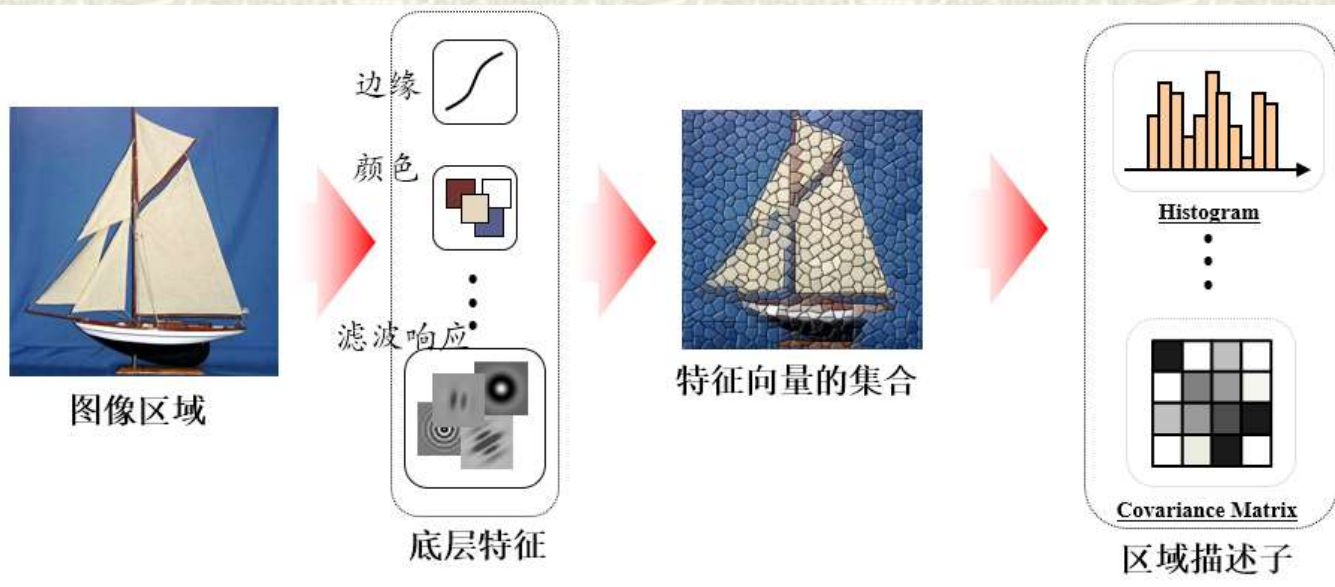 边缘
颜色
滤波响应
图像区域
底层特征
特征向量的集合
Histogram
Covariance Matrix
区域描述子